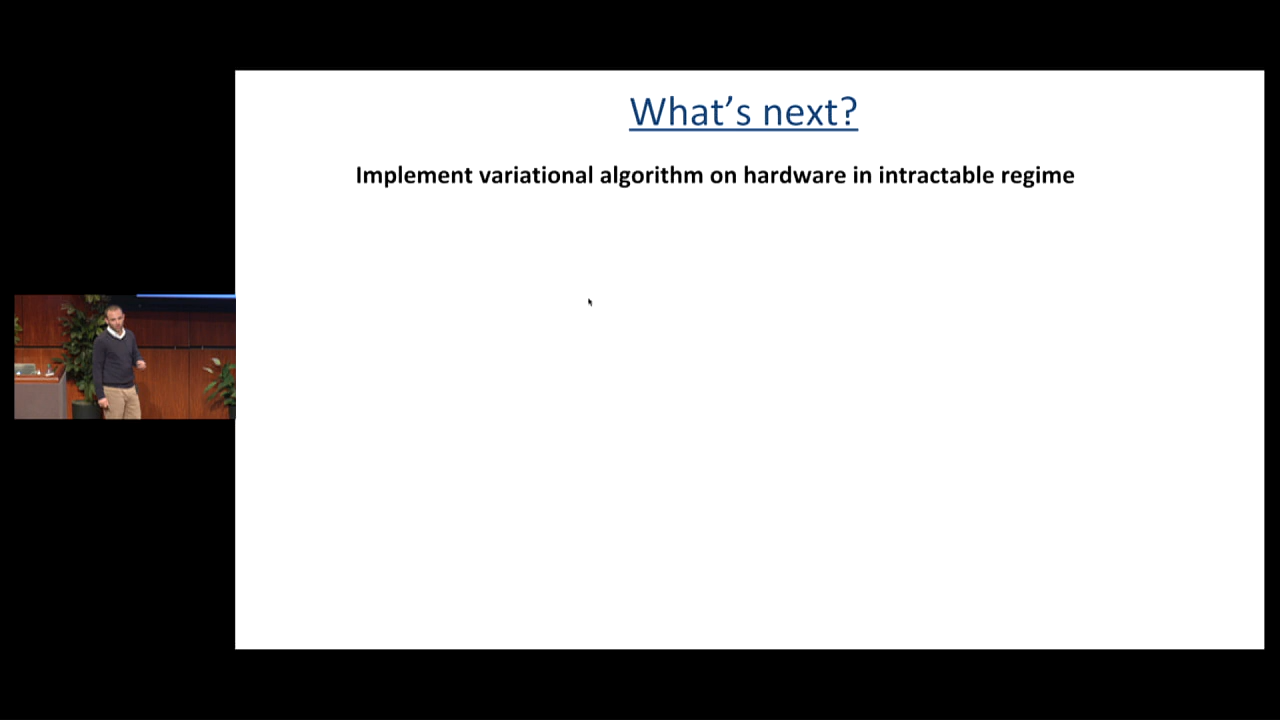 What’s next?
Implement variational algorithm on hardware in intractable regime